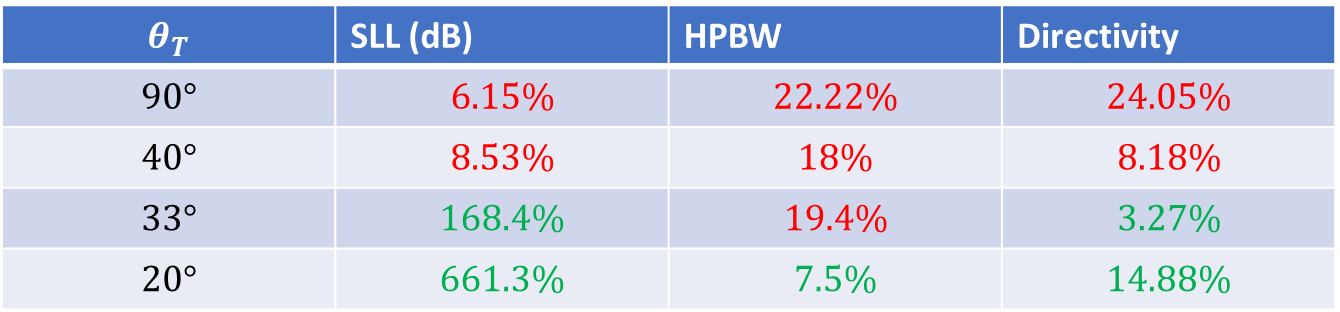 θ_T SLL (dB) HPBW Directivity
90° 6.15% 22.22% 24.05%
40° 8.53% 18% 8.18%
33° 168.4% 19.4% 3.27%
20° 661.3% 7.5% 14.88%